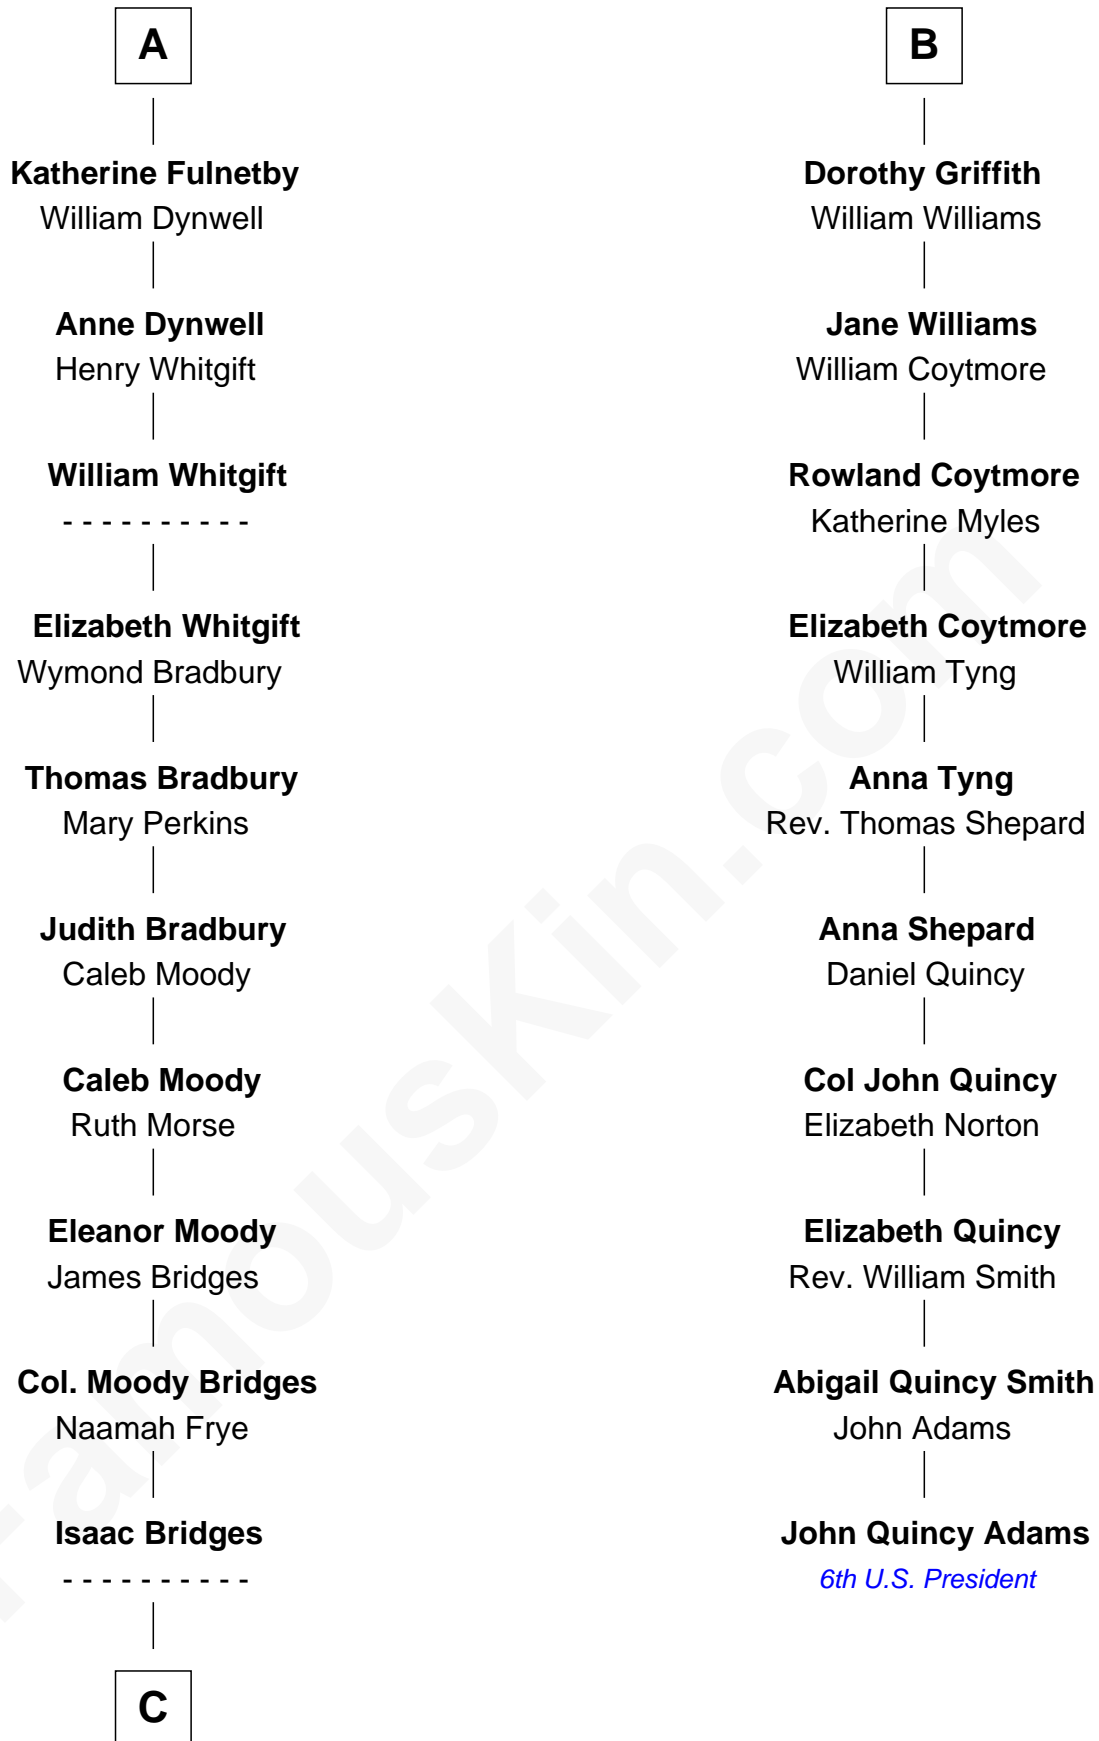 A
Katherine Fulnetby
William Dynwell
Anne Dynwell
Henry Whitgift
William Whitgift
- - - - - - - - - -
Elizabeth Whitgift
Wymond Bradbury
Thomas Bradbury
Mary Perkins
Judith Bradbury
Caleb Moody
Caleb Moody
Ruth Morse
Eleanor Moody
James Bridges
Col. Moody Bridges
Naamah Frye
Isaac Bridges
- - - - - - - - - -
C
B
Dorothy Griffith
William Williams
Jane Williams
William Coytmore
Rowland Coytmore
Katherine Myles
Elizabeth Coytmore
William Tyng
Anna Tyng
Rev. Thomas Shepard
Anna Shepard
Daniel Quincy
Col John Quincy
Elizabeth Norton
Elizabeth Quincy
Rev. William Smith
Abigail Quincy Smith
John Adams
John Quincy Adams
6th U.S. President
FamousKin.com